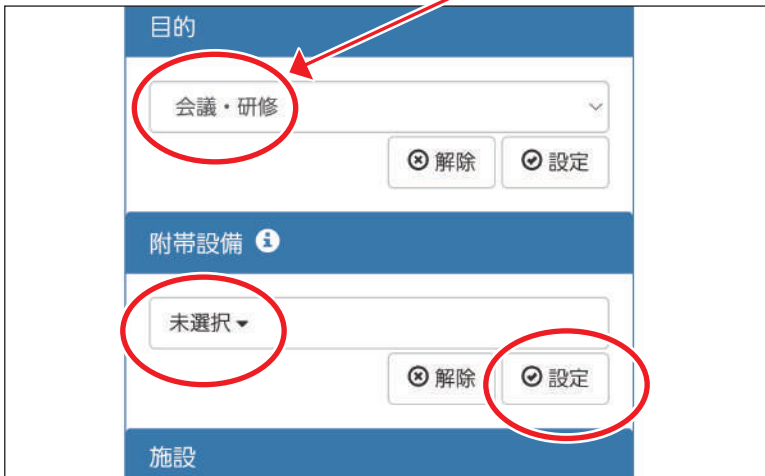 目的
会議・研修
解除 設定
附帯設備
未選択
解除 設定
施設